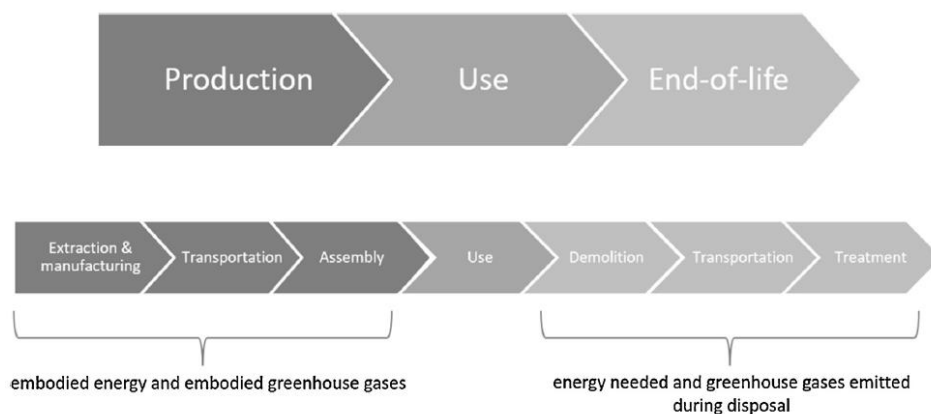 Production
Use
End-of-life
Extraction &
manufacturing
Transportation
Assembly
Use
Demolition
Transportation
Treatment
embodied energy and embodied greenhouse gases
energy needed and greenhouse gases emitted
during disposal